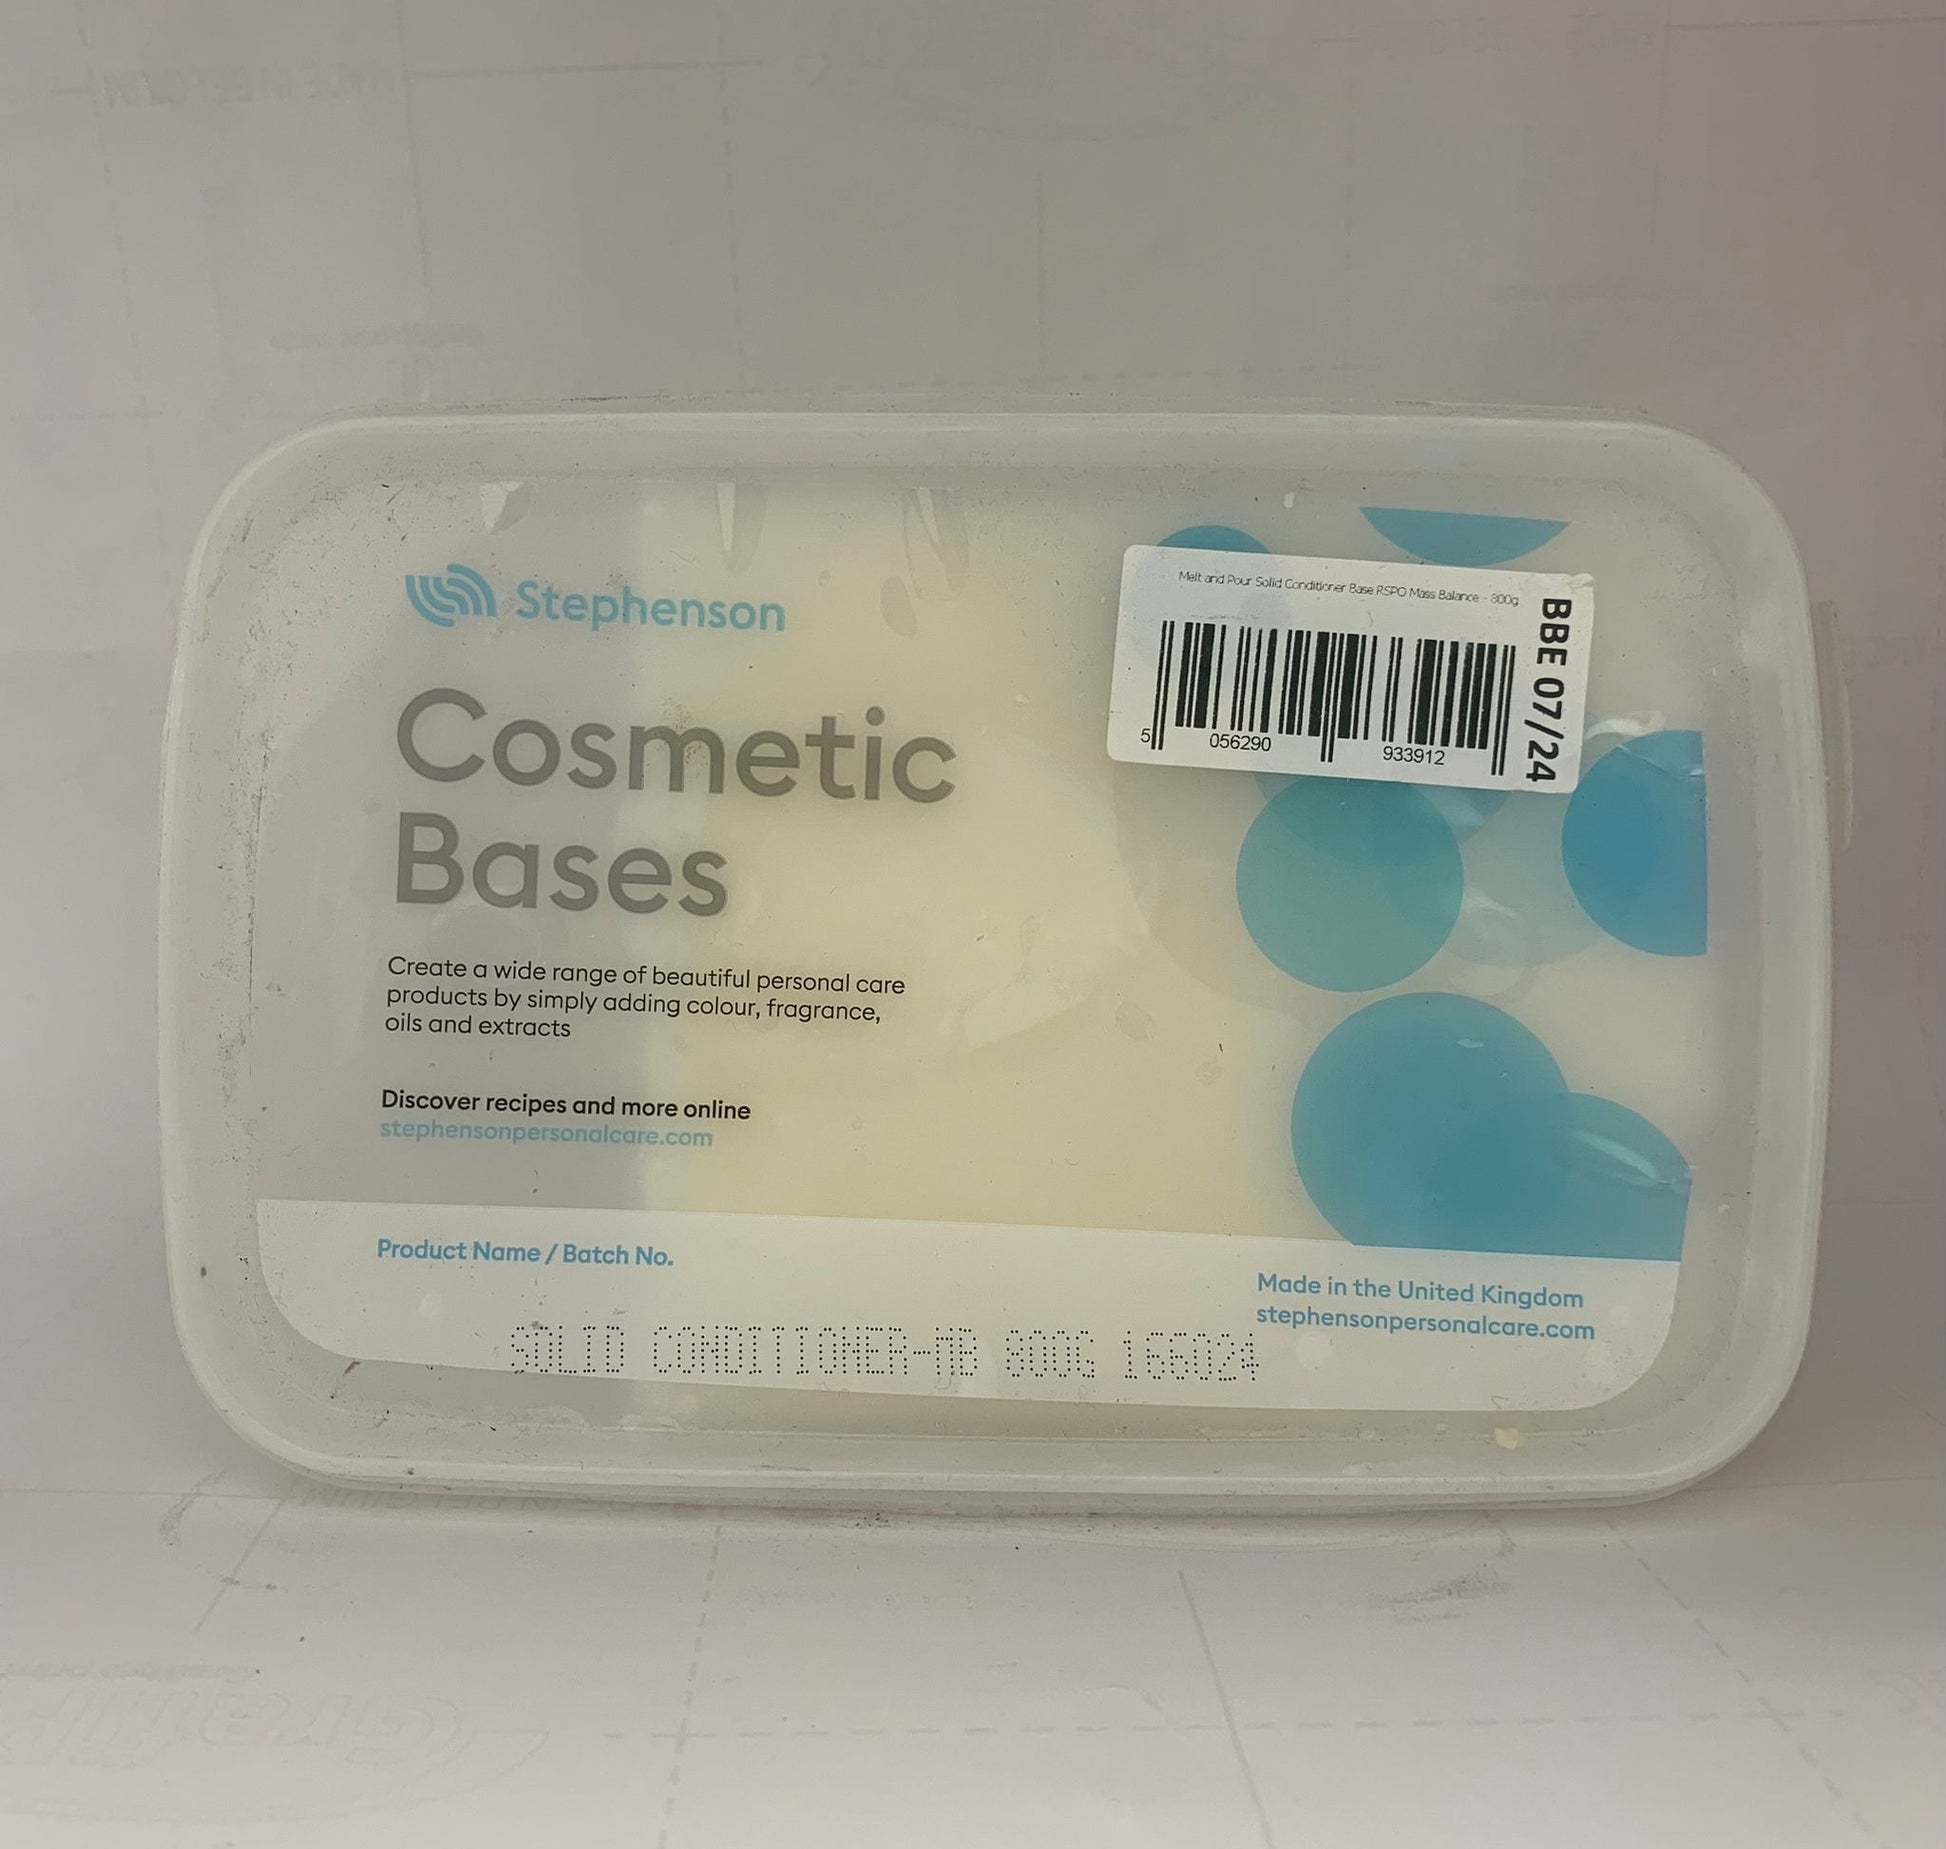 Stephenson
Cosmetic
Bases
Create a wide range of beautiful personal care
products by simply adding colour, fragrance,
oils and extracts
Discover recipes and more online
stephensonpersonalcare.com
Melt and Pour Solid Conditioner Base RSPO Mass Balance - 800g
5 056290 933912
BBE 07/24
Product Name / Batch No.
Made in the United Kingdom
stephensonpersonalcare.com
SOLID CONDITIONER-MB 800G 166024